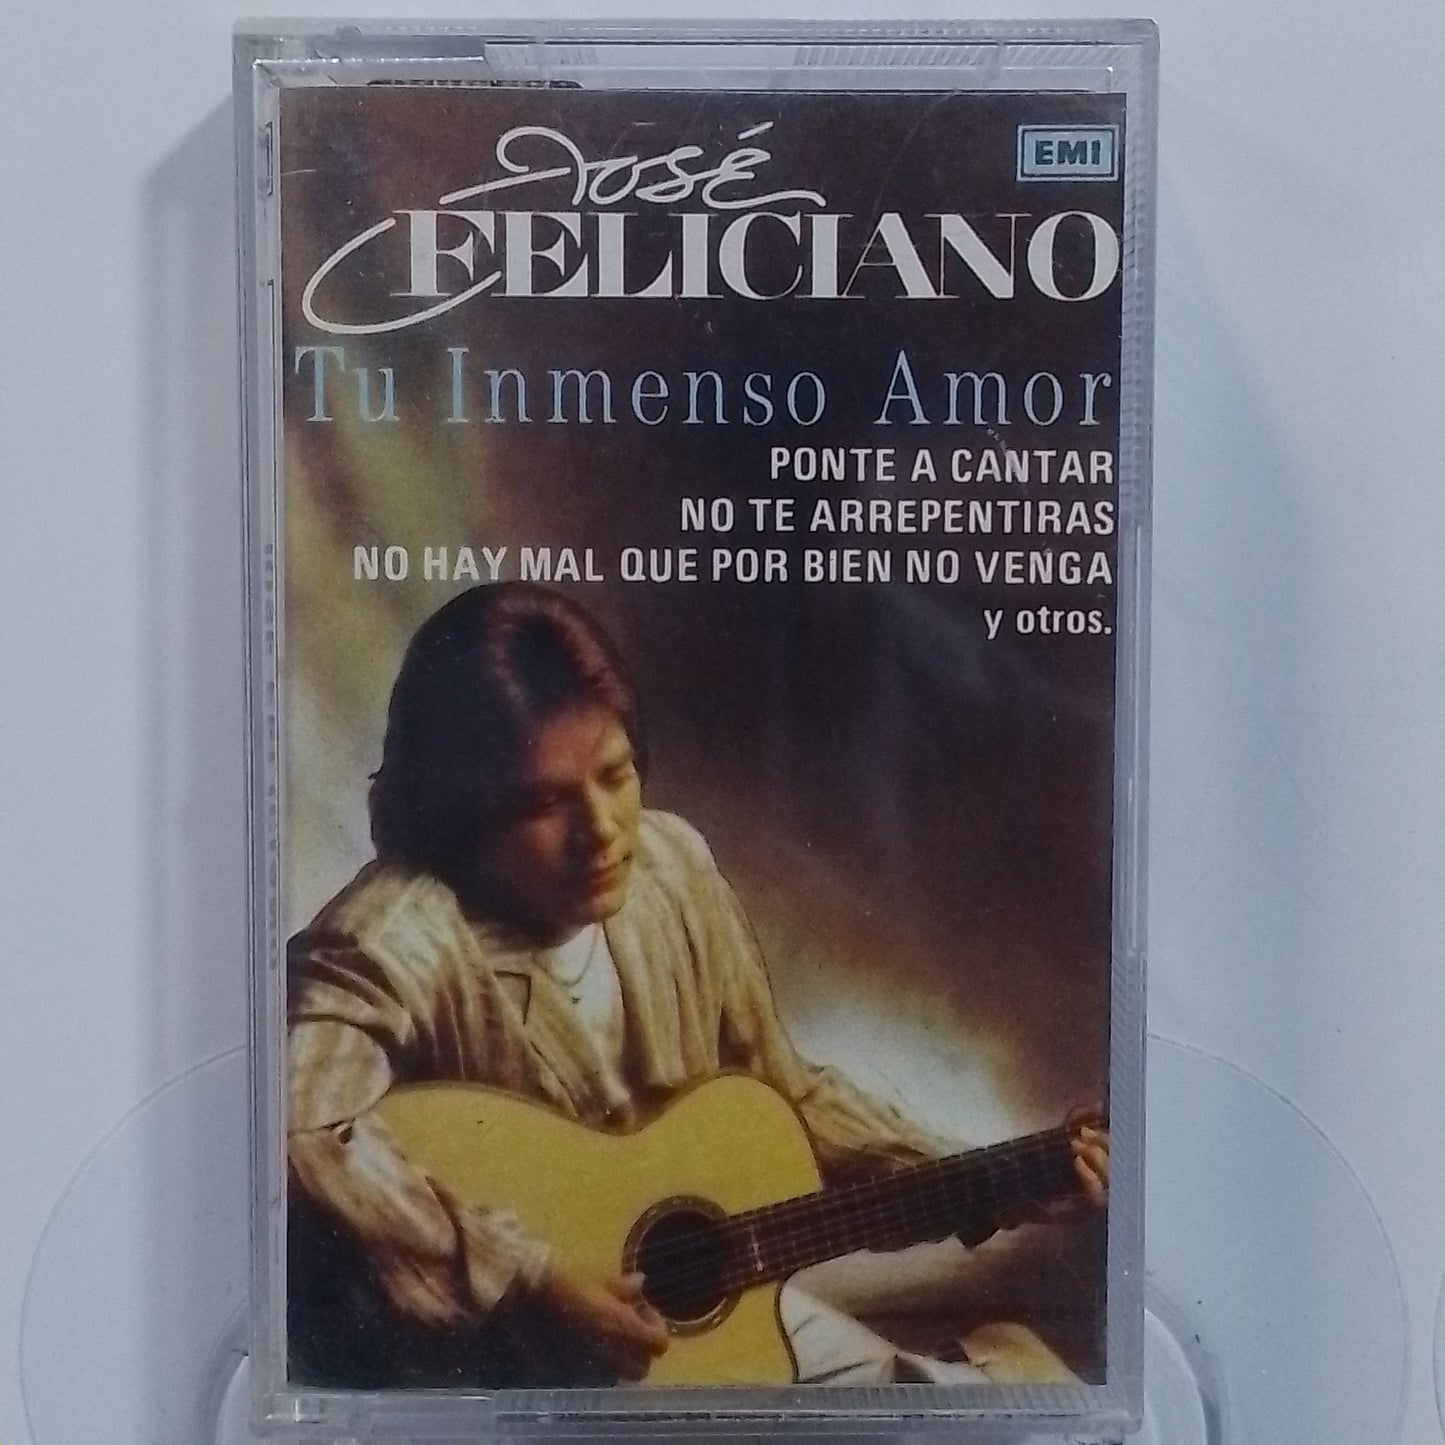 José
EMI
FELICIANO
Tu Inmenso Amor
PONTE A CANTAR
NO TE ARREPENTIRAS
NO HAY MAL QUE POR BIEN NO VENGA
y otros.